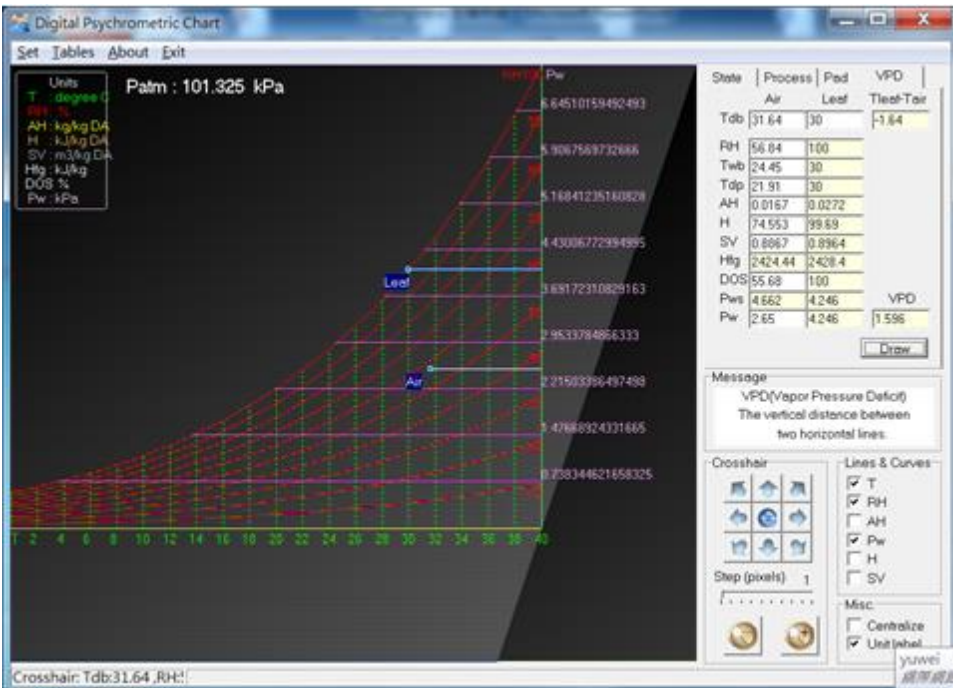 Digital Psychrometric Chart
Set Tables About Exit
Units
T : degree C
RH : %
AH : kg/kg DA
H : kJ/kg DA
SV : m3/kg DA
Hfg : kJ/kg
DOS %
Pw : kPa
Patm : 101.325 kPa
Pw
6.64510159492493
5.9067569732666
5.16841235160828
4.43006772994995
3.69172310829163
2.9533784866333
2.21503386497498
1.47668924331665
0.738344621658325
Leaf
Air
T 2 4 6 8 10 12 14 16 18 20 22 24 26 28 30 32 34 36 38 40
State Process Pad VPD
Air Leaf Tleaf-Tair
Tdb 31.64 30 -1.64
RH 56.84 100
Twb 24.45 30
Tdp 21.91 30
AH 0.0167 0.0272
H 74.553 99.69
SV 0.8867 0.8964
Hfg 2424.44 2428.4
DOS 55.68 100
Pws 4.662 4.246 VPD
Pw 2.65 4.246 1.596
Draw
Message
VPD(Vapor Pressure Deficit)
The vertical distance between
two horizontal lines.
Crosshair
Step (pixels) 1
Lines & Curves
T
RH
AH
Pw
H
SV
Misc.
Centralize
Unit label
yuwei
Crosshair: Tdb:31.64 ,RH: